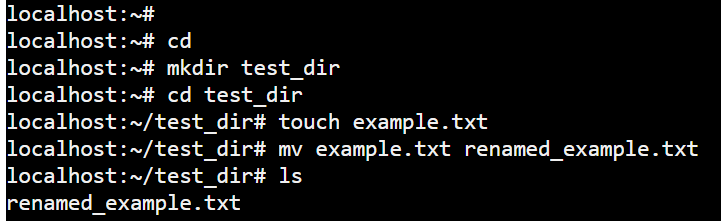 localhost:~#
localhost:~# cd
localhost:~# mkdir test_dir
localhost:~# cd test_dir
localhost:~/test_dir# touch example.txt
localhost:~/test_dir# mv example.txt renamed_example.txt
localhost:~/test_dir# ls
renamed_example.txt